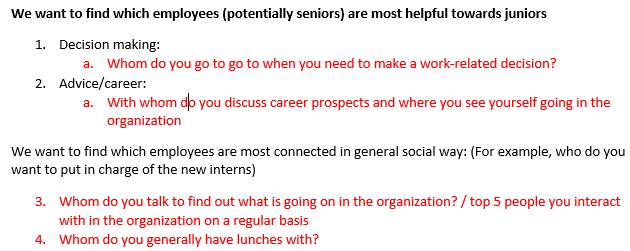 We want to find which employees (potentially seniors) are most helpful towards juniors
1. Decision making:
a. Whom do you go to go to when you need to make a work-related decision?
2. Advice/career:
a. With whom do you discuss career prospects and where you see yourself going in the
organization
We want to find which employees are most connected in general social way: (For example, who do you
want to put in charge of the new interns)
3. Whom do you talk to find out what is going on in the organization? / top 5 people you interact
with in the organization on a regular basis
4. Whom do you generally have lunches with?